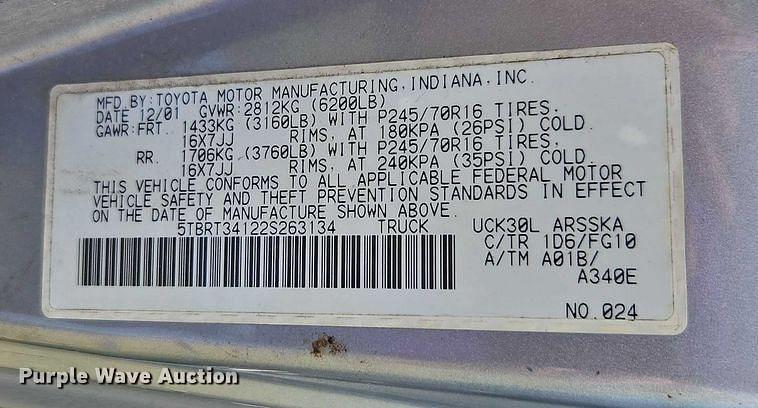 MFD.BY:TOYOTA MOTOR MANUFACTURING,INDIANA,INC.
DATE 12/01 GVWR:2812KG (6200LB)
GAWR:FRT. 1433KG (3160LB) WITH P245/70R16 TIRES,
16X7JJ RIMS, AT 180KPA (26PSI) COLD.
RR. 1706KG (3760LB) WITH P245/70R16 TIRES,
16X7JJ RIMS, AT 240KPA (35PSI) COLD.
THIS VEHICLE CONFORMS TO ALL APPLICABLE FEDERAL MOTOR
VEHICLE SAFETY AND THEFT PREVENTION STANDARDS IN EFFECT
ON THE DATE OF MANUFACTURE SHOWN ABOVE.
5TBRT34122S263134 TRUCK UCK30L ARSSKA
C/TR 1D6/FG10
A/TM A01B/
A340E
NO.024
Purple Wave Auction